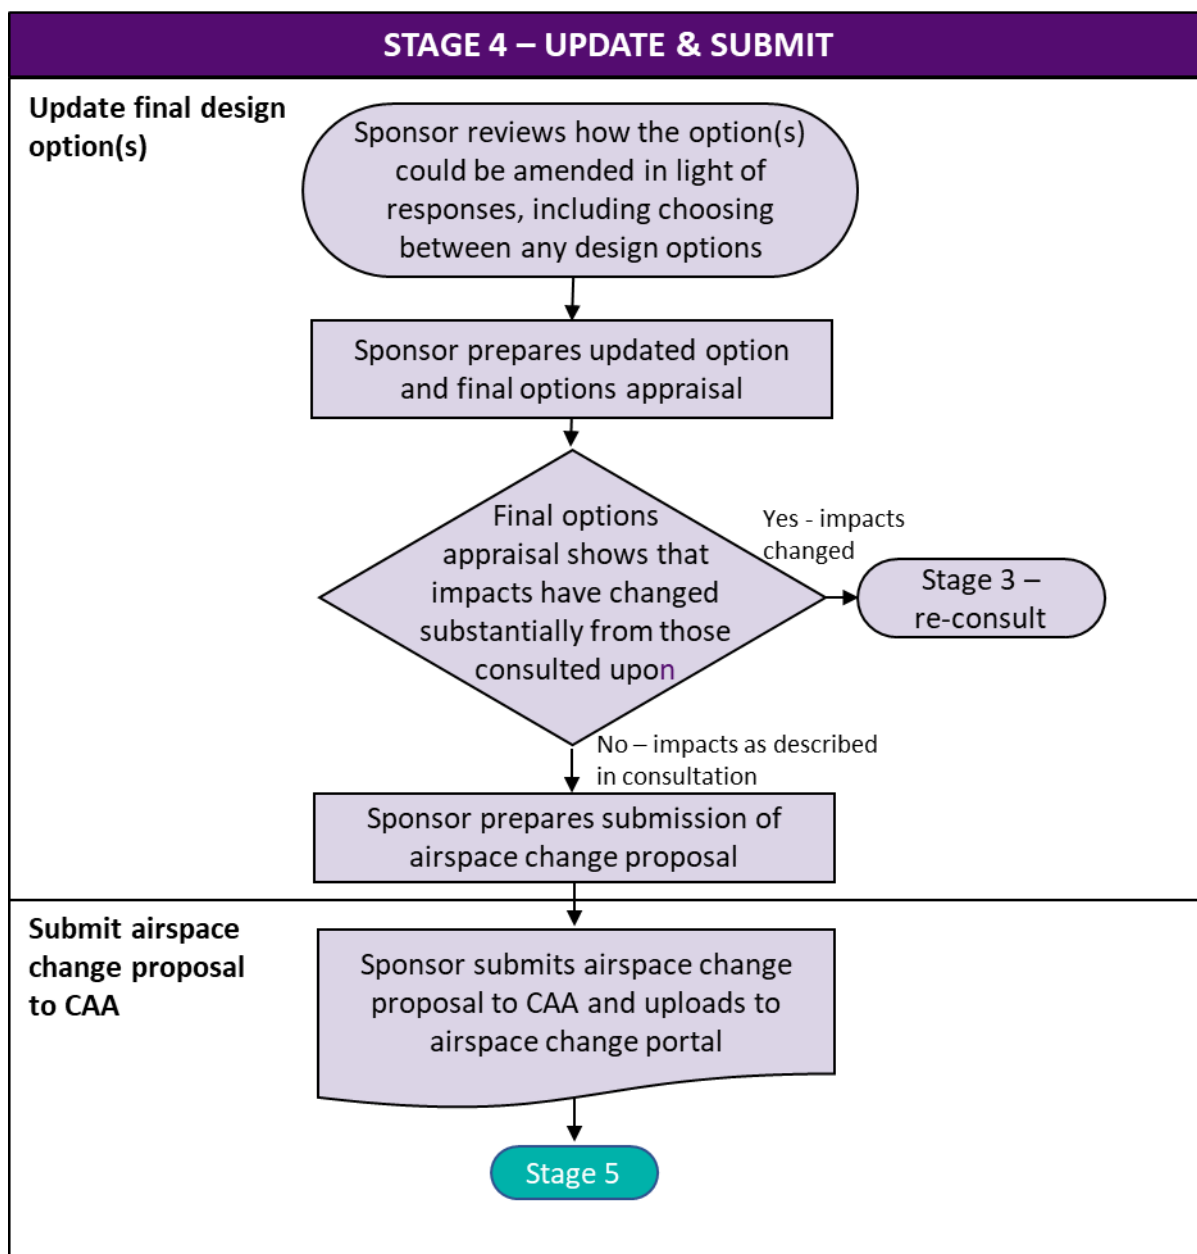 STAGE 4 – UPDATE & SUBMIT
Update final design
option(s)
Sponsor reviews how the option(s)
could be amended in light of
responses, including choosing
between any design options
Sponsor prepares updated option
and final options appraisal
Final options
appraisal shows that
impacts have changed
substantially from those
consulted upon
Yes - impacts
changed
Stage 3 –
re-consult
No – impacts as described
in consultation
Sponsor prepares submission of
airspace change proposal
Submit airspace
change proposal
to CAA
Sponsor submits airspace change
proposal to CAA and uploads to
airspace change portal
Stage 5